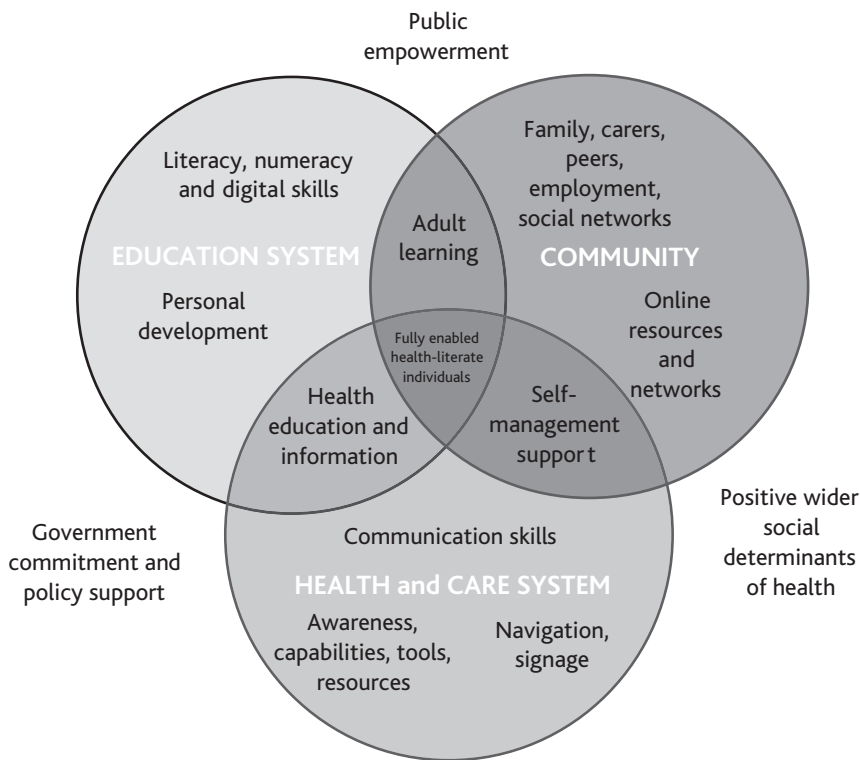 Public
empowerment
Literacy, numeracy
and digital skills
EDUCATION SYSTEM
Personal
development
Adult
learning
Family, carers,
peers,
employment,
social networks
COMMUNITY
Online
resources
and
networks
Fully enabled
health-literate
individuals
Health
education and
information
Self-
management
support
Government
commitment and
policy support
Communication skills
HEALTH and CARE SYSTEM
Awareness,
capabilities, tools,
resources
Navigation,
signage
Positive wider
social
determinants
of health